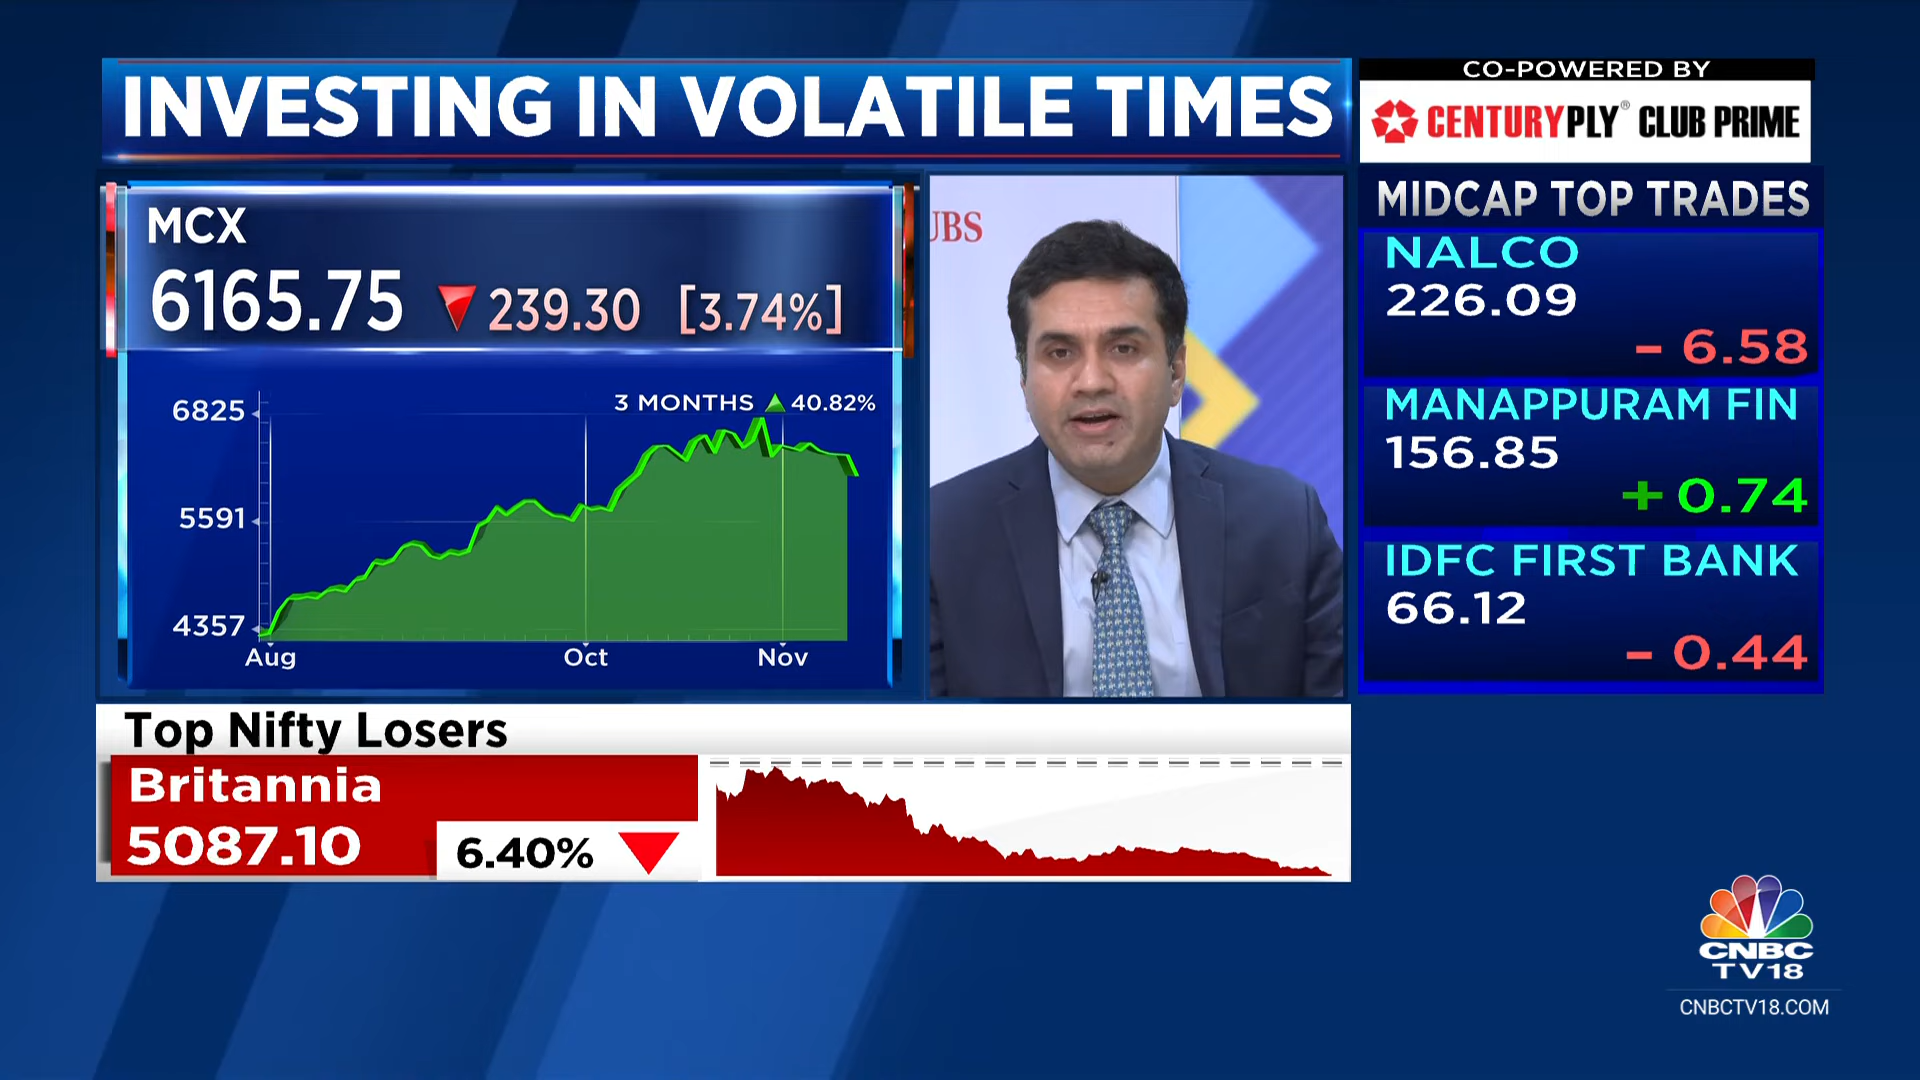 INVESTING IN VOLATILE TIMES
CO-POWERED BY
CENTURYPLY® CLUB PRIME
MCX
6165.75 ▼ 239.30 [3.74%]
3 MONTHS ▲ 40.82%
6825
5591
4357
Aug Oct Nov
UBS
MIDCAP TOP TRADES
NALCO
226.09
- 6.58
MANAPPURAM FIN
156.85
+ 0.74
IDFC FIRST BANK
66.12
- 0.44
Top Nifty Losers
Britannia
5087.10
6.40% ▼
CNBC
TV18
CNBCTV18.COM